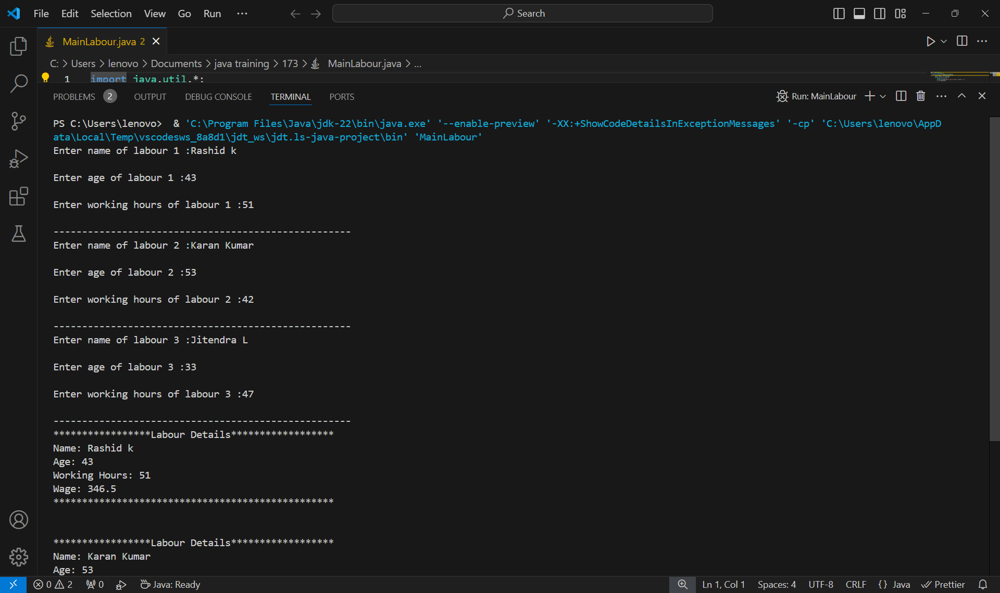 File Edit Selection View Go Run ··· Search
MainLabour.java 2
C: > Users > lenovo > Documents > java training > 173 > MainLabour.java > ...
1 import java.util.*;
PROBLEMS 2 OUTPUT DEBUG CONSOLE TERMINAL PORTS Run: MainLabour
PS C:\Users\lenovo>  & 'C:\Program Files\Java\jdk-22\bin\java.exe' '--enable-preview' '-XX:+ShowCodeDetailsInExceptionMessages' '-cp' 'C:\Users\lenovo\AppD
ata\Local\Temp\vscodesws_8a8d1\jdt_ws\jdt.ls-java-project\bin' 'MainLabour'
Enter name of labour 1 :Rashid k
Enter age of labour 1 :43
Enter working hours of labour 1 :51
----------------------------------------------------
Enter name of labour 2 :Karan Kumar
Enter age of labour 2 :53
Enter working hours of labour 2 :42
----------------------------------------------------
Enter name of labour 3 :Jitendra L
Enter age of labour 3 :33
Enter working hours of labour 3 :47
----------------------------------------------------
*****************Labour Details******************
Name: Rashid k
Age: 43
Working Hours: 51
Wage: 346.5
*************************************************
*****************Labour Details******************
Name: Karan Kumar
Age: 53
0 2 0 Java: Ready Ln 1, Col 1 Spaces: 4 UTF-8 CRLF {} Java Prettier